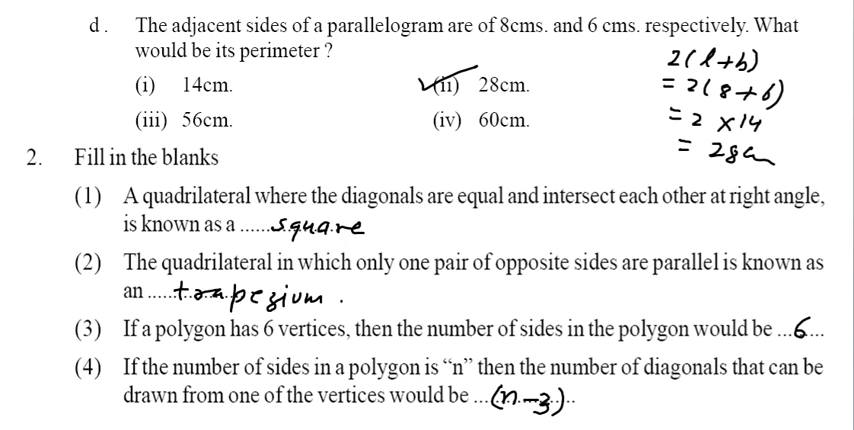 d. The adjacent sides of a parallelogram are of 8cms. and 6 cms. respectively. What
would be its perimeter ?
(i) 14cm. (ii) 28cm.
(iii) 56cm. (iv) 60cm.
2(l+b)
= 2(8+6)
= 2 × 14
= 28cm
2. Fill in the blanks
(1) A quadrilateral where the diagonals are equal and intersect each other at right angle,
is known as a ......square
(2) The quadrilateral in which only one pair of opposite sides are parallel is known as
an ......trapezium .
(3) If a polygon has 6 vertices, then the number of sides in the polygon would be ...6...
(4) If the number of sides in a polygon is “n” then the number of diagonals that can be
drawn from one of the vertices would be ...(n-3)..